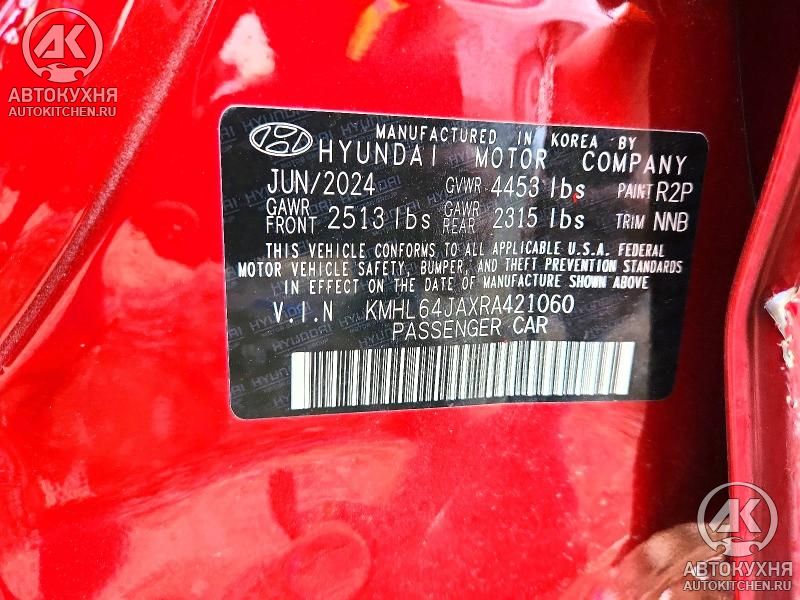 AK
АВТОКУХНЯ
AUTOKITCHEN.RU
MANUFACTURED IN KOREA BY
HYUNDAI MOTOR COMPANY
JUN/2024 GVWR 4453 lbs PAINT R2P
GAWR FRONT 2513 lbs GAWR REAR 2315 lbs TRIM NNB
THIS VEHICLE CONFORMS TO ALL APPLICABLE U.S.A. FEDERAL
MOTOR VEHICLE SAFETY, BUMPER, AND THEFT PREVENTION STANDARDS
IN EFFECT ON THE DATE OF MANUFACTURE SHOWN ABOVE
V.I.N KMHL64JAXRA421060
PASSENGER CAR
AK
АВТОКУХНЯ
AUTOKITCHEN.RU